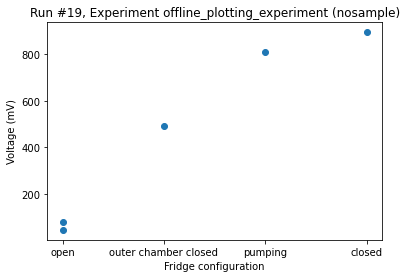 Run #19, Experiment offline_plotting_experiment (nosample)
800
600
400
200
Voltage (mV)
open
outer chamber closed
pumping
closed
Fridge configuration